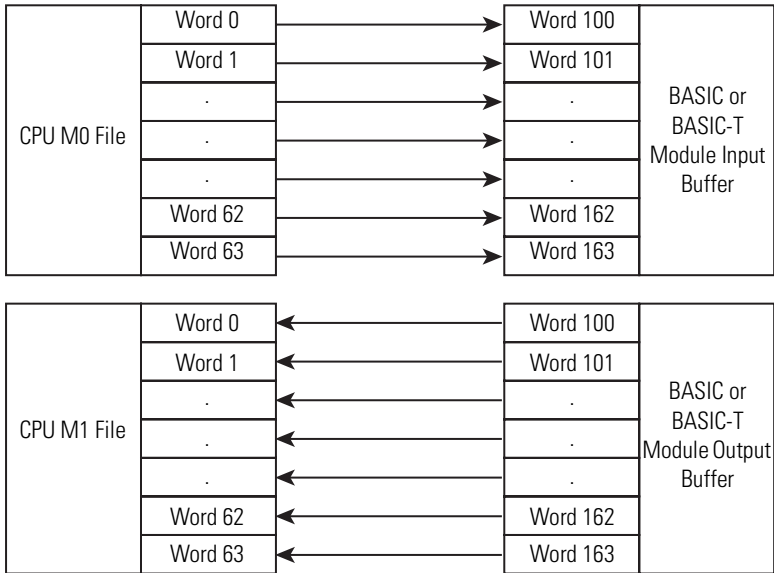 CPU M0 File
Word 0
Word 1
.
.
.
Word 62
Word 63
Word 100
Word 101
.
.
.
Word 162
Word 163
BASIC or
BASIC-T
Module Input
Buffer
CPU M1 File
Word 0
Word 1
.
.
.
Word 62
Word 63
Word 100
Word 101
.
.
.
Word 162
Word 163
BASIC or
BASIC-T
Module Output
Buffer